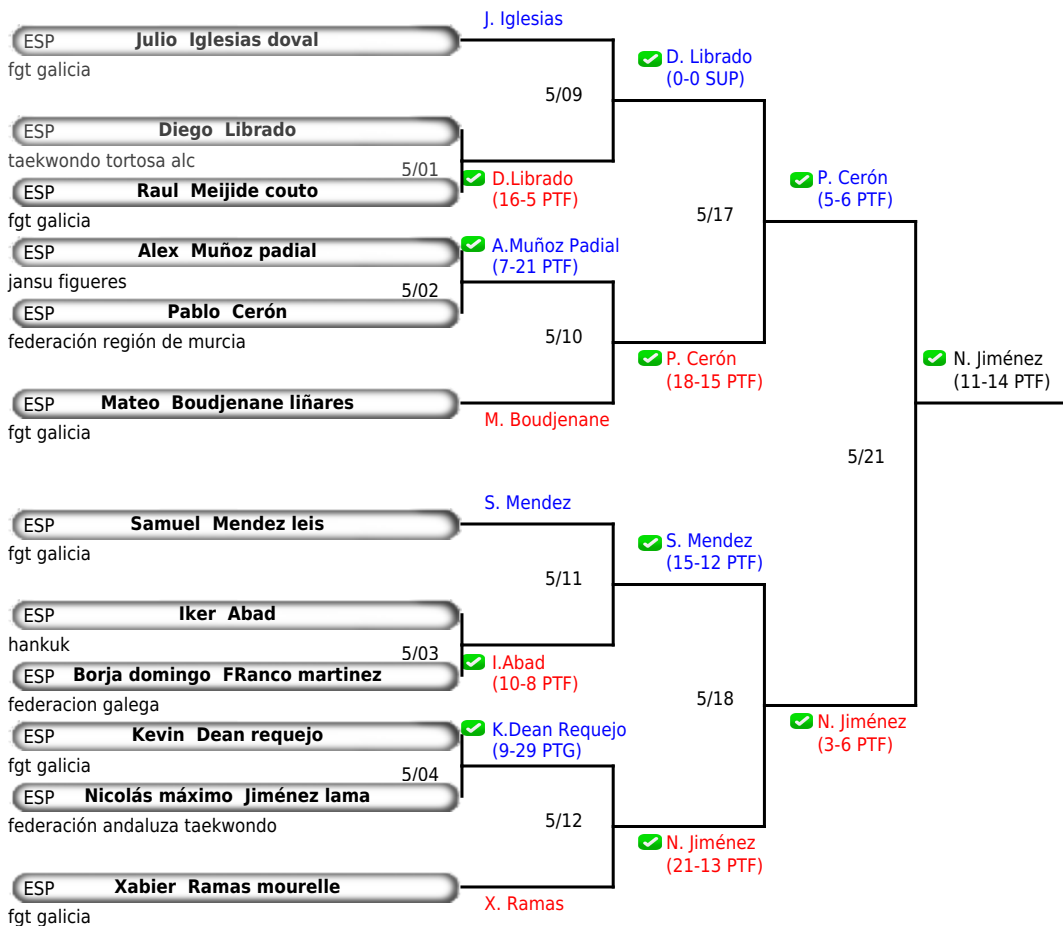 J. Iglesias
ESP Julio Iglesias doval
fgt galicia
D. Librado
(0-0 SUP)
5/09
ESP Diego Librado
taekwondo tortosa alc
5/01
ESP Raul Meijide couto
fgt galicia
D.Librado
(16-5 PTF)
P. Cerón
(5-6 PTF)
5/17
ESP Alex Muñoz padial
jansu figueres
A.Muñoz Padial
(7-21 PTF)
5/02
ESP Pablo Cerón
federación región de murcia
5/10
P. Cerón
(18-15 PTF)
N. Jiménez
(11-14 PTF)
ESP Mateo Boudjenane liñares
fgt galicia
M. Boudjenane
5/21
S. Mendez
ESP Samuel Mendez leis
fgt galicia
S. Mendez
(15-12 PTF)
5/11
ESP Iker Abad
hankuk
5/03
ESP Borja domingo FRanco martinez
federacion galega
I.Abad
(10-8 PTF)
5/18
N. Jiménez
(3-6 PTF)
ESP Kevin Dean requejo
fgt galicia
K.Dean Requejo
(9-29 PTG)
5/04
ESP Nicolás máximo Jiménez lama
federación andaluza taekwondo
5/12
N. Jiménez
(21-13 PTF)
ESP Xabier Ramas mourelle
fgt galicia
X. Ramas